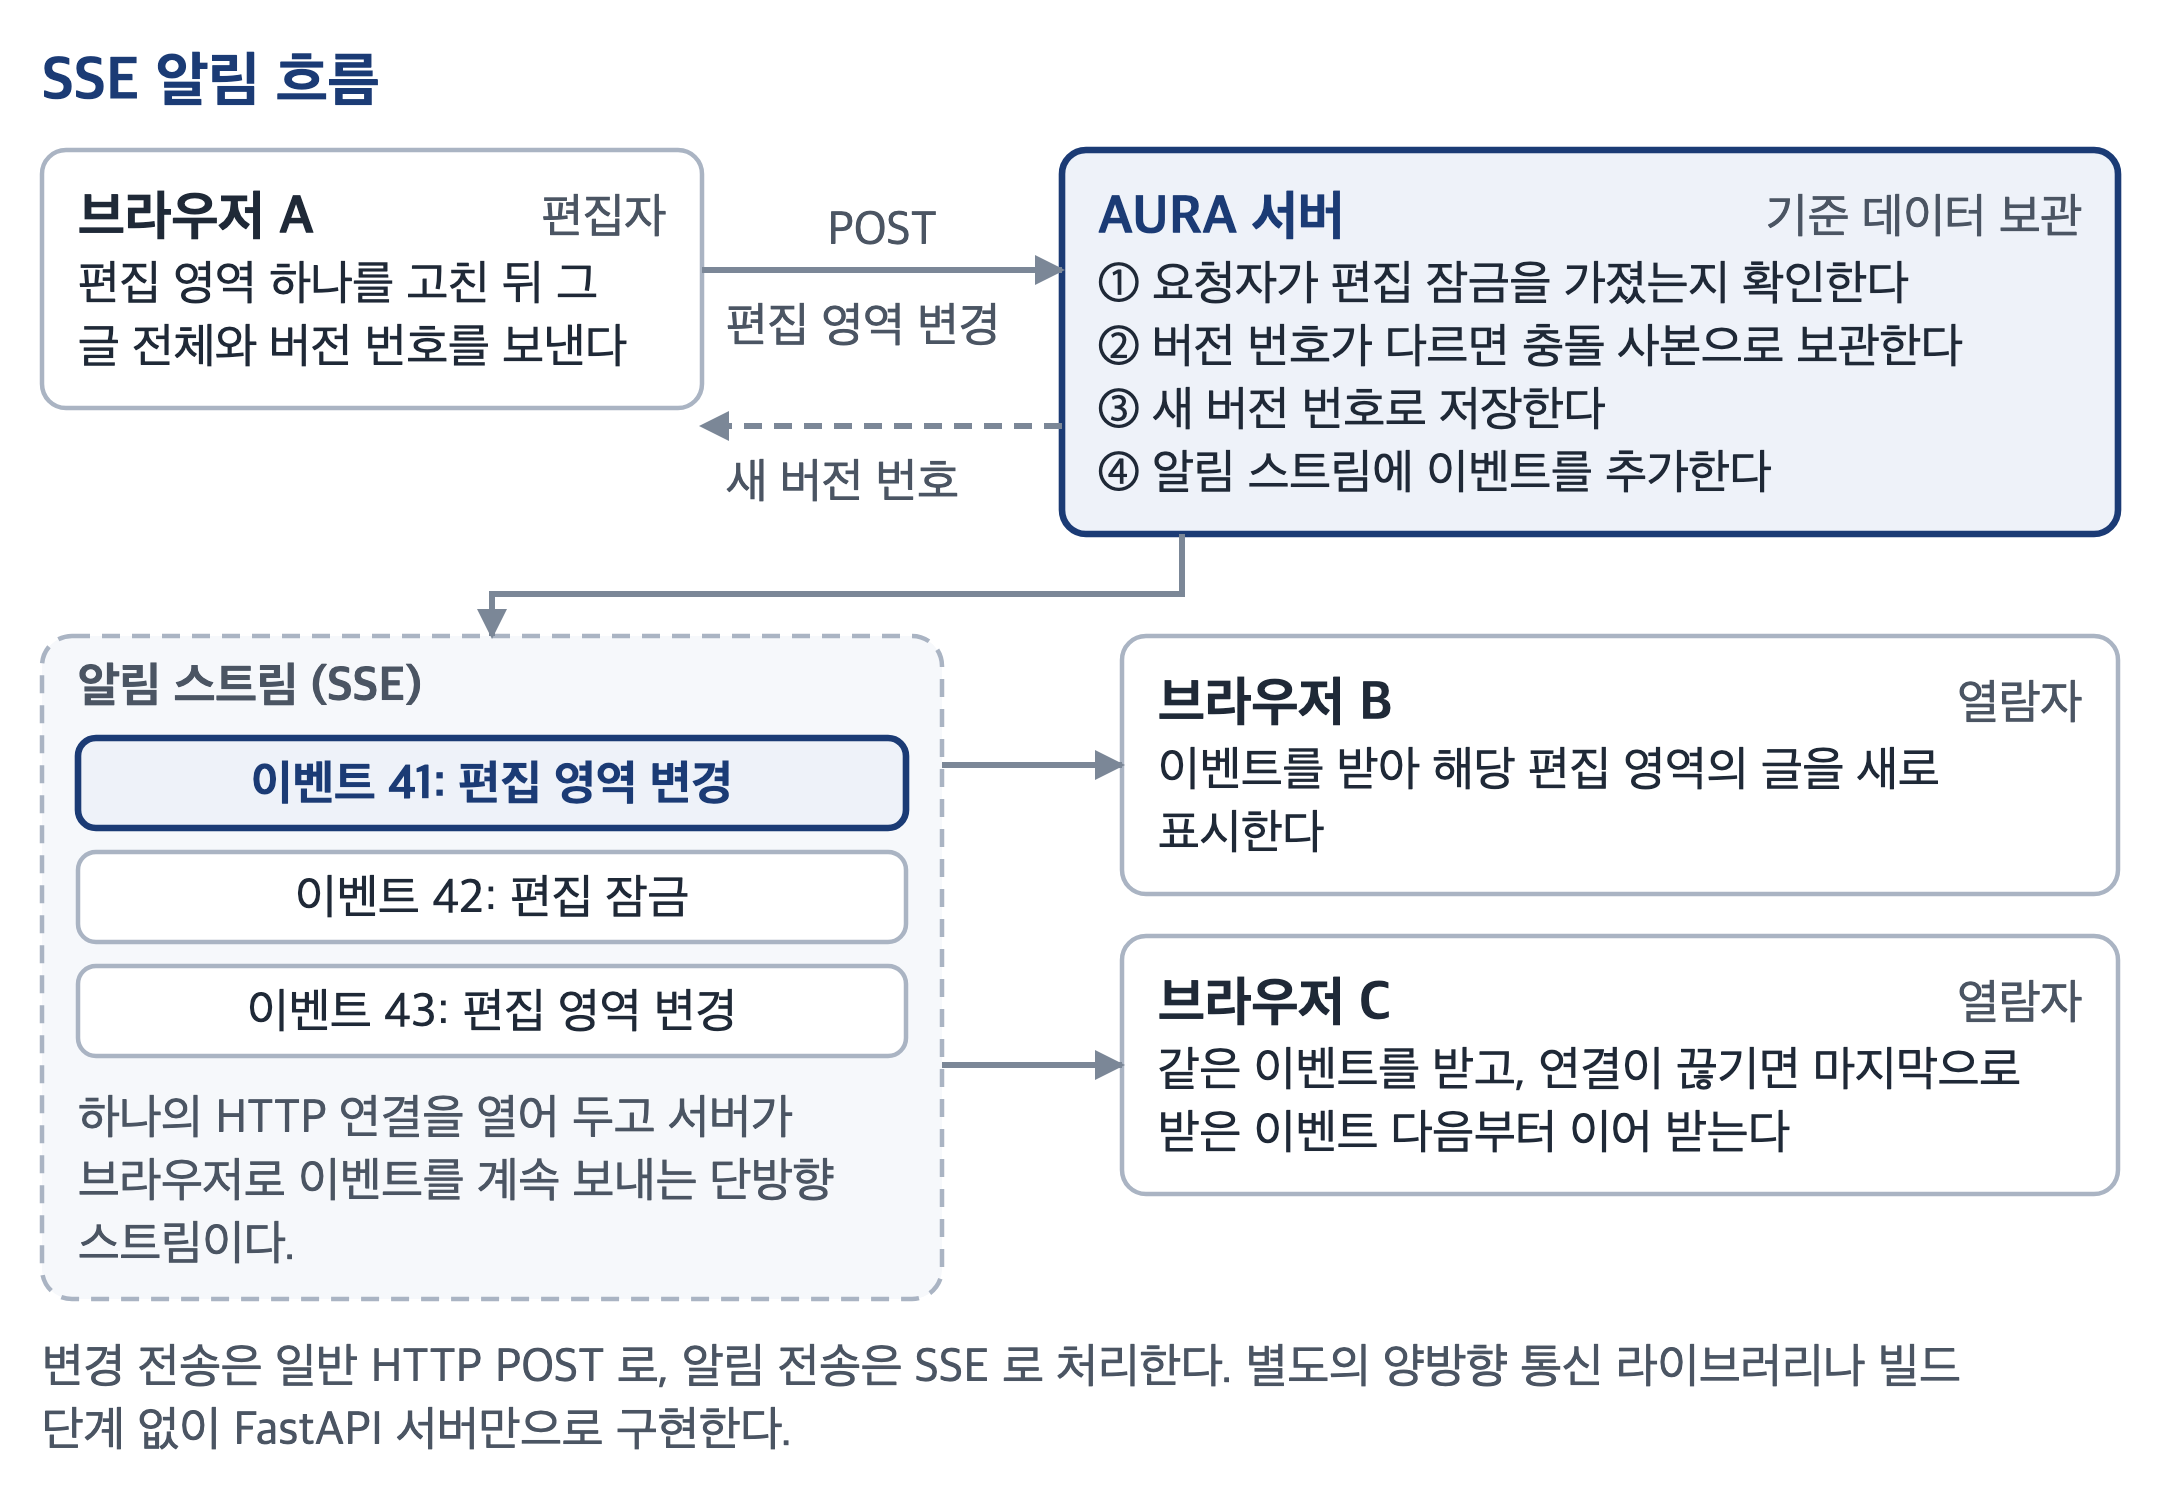 SSE 알림 흐름
브라우저 A 편집자
편집 영역 하나를 고친 뒤 그
글 전체와 버전 번호를 보낸다
POST
편집 영역 변경
새 버전 번호
AURA 서버 기준 데이터 보관
① 요청자가 편집 잠금을 가졌는지 확인한다
② 버전 번호가 다르면 충돌 사본으로 보관한다
③ 새 버전 번호로 저장한다
④ 알림 스트림에 이벤트를 추가한다
알림 스트림 (SSE)
이벤트 41: 편집 영역 변경
이벤트 42: 편집 잠금
이벤트 43: 편집 영역 변경
하나의 HTTP 연결을 열어 두고 서버가
브라우저로 이벤트를 계속 보내는 단방향
스트림이다.
브라우저 B 열람자
이벤트를 받아 해당 편집 영역의 글을 새로
표시한다
브라우저 C 열람자
같은 이벤트를 받고, 연결이 끊기면 마지막으로
받은 이벤트 다음부터 이어 받는다
변경 전송은 일반 HTTP POST 로, 알림 전송은 SSE 로 처리한다. 별도의 양방향 통신 라이브러리나 빌드
단계 없이 FastAPI 서버만으로 구현한다.